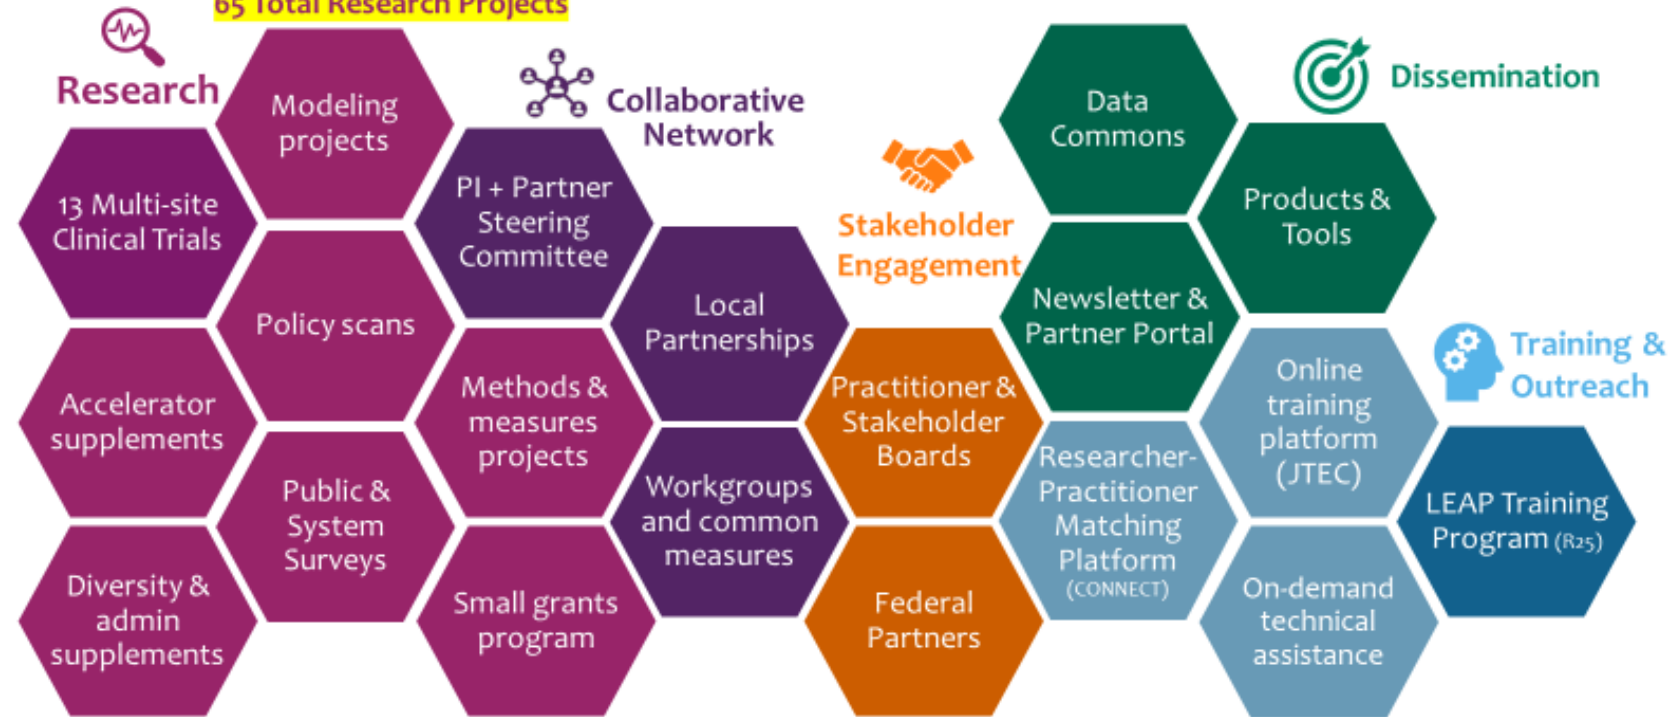 65 Total Research Projects
Research
Modeling
projects
13 Multi-site
Clinical Trials
Policy scans
Accelerator
supplements
Public &
System
Surveys
Diversity &
admin
supplements
Methods &
measures
projects
Small grants
program
Collaborative
Network
PI + Partner
Steering
Committee
Local
Partnerships
Workgroups
and common
measures
Stakeholder
Engagement
Practitioner &
Stakeholder
Boards
Federal
Partners
Dissemination
Data
Commons
Products &
Tools
Newsletter &
Partner Portal
Training &
Outreach
Online
training
platform
(JTEC)
Researcher-
Practitioner
Matching
Platform
(CONNECT)
LEAP Training
Program (R25)
On-demand
technical
assistance